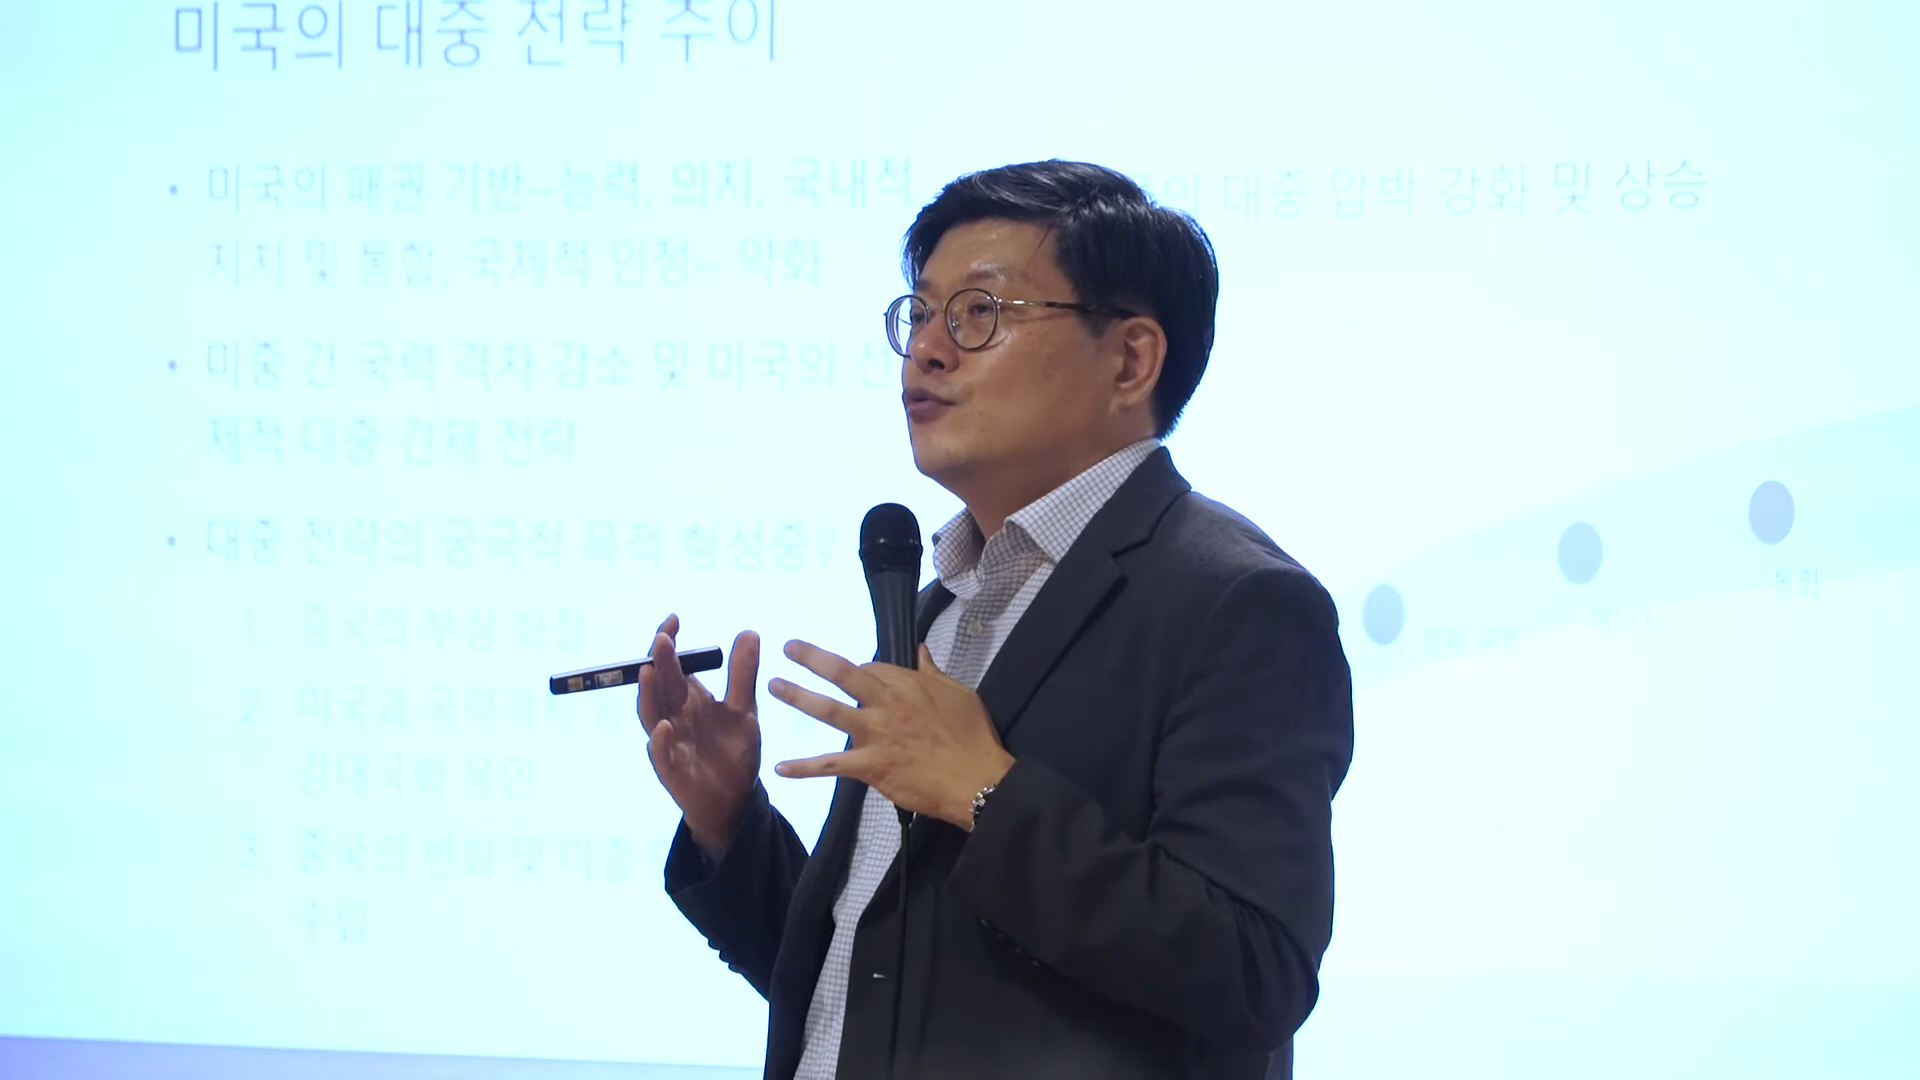 미국의 대중 전략 추이
• 미국의 패권 기반–능력, 의지, 국내적
지지 및 통합, 국제적 인정– 약화
• 미중 간 국력 격차 감소 및 미국의 선
제적 대중 견제 전략
• 대중 전략의 궁극적 목적 형성중?
1. 중국의 부상 좌절
2. 미국과 국력격차
강대국화 용인
3. 중국의 변화 및 미중
수립
의 대중 압박 강화 및 상승
통화